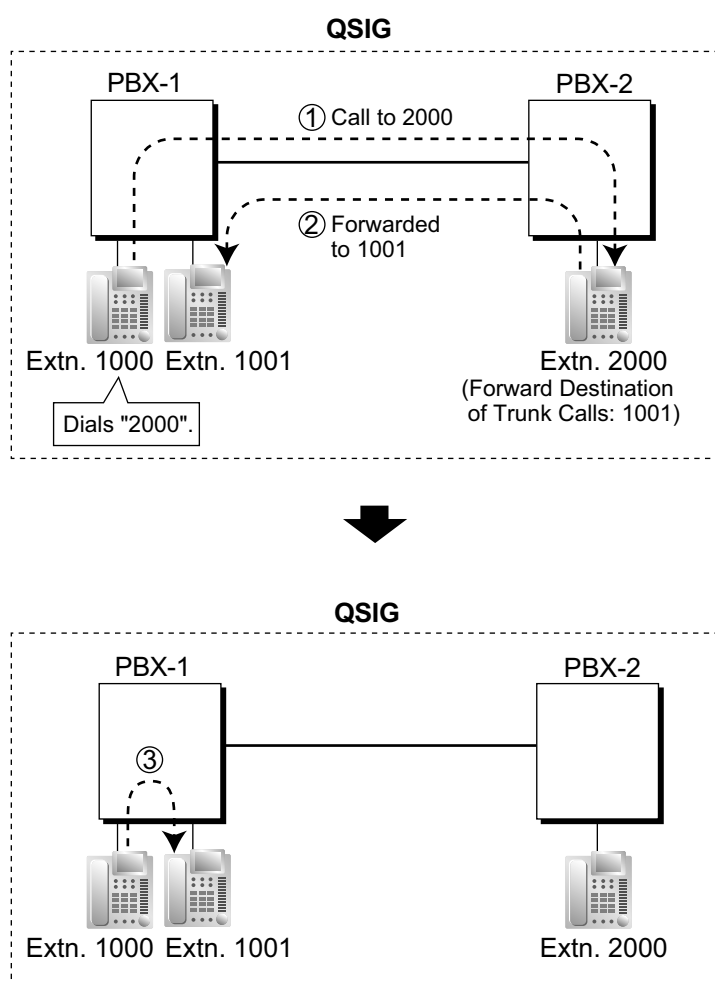 QSIG
PBX-1
PBX-2
① Call to 2000
② Forwarded
to 1001
Extn. 1000
Extn. 1001
Extn. 2000
(Forward Destination
of Trunk Calls: 1001)
Dials "2000".
QSIG
PBX-1
PBX-2
③
Extn. 1000
Extn. 1001
Extn. 2000